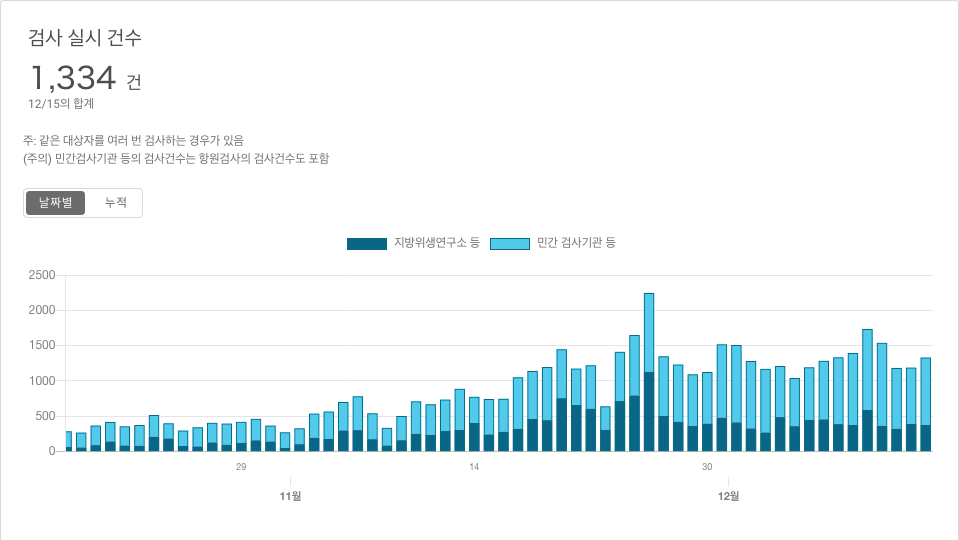 검사 실시 건수
1,334 건
12/15의 합계
주: 같은 대상자를 여러 번 검사하는 경우가 있음
(주의) 민간검사기관 등의 검사건수는 항원검사의 검사건수도 포함
날짜별 누적
지방위생연구소 등 민간 검사기관 등
2500
2000
1500
1000
500
0
29 14 30
11월 12월